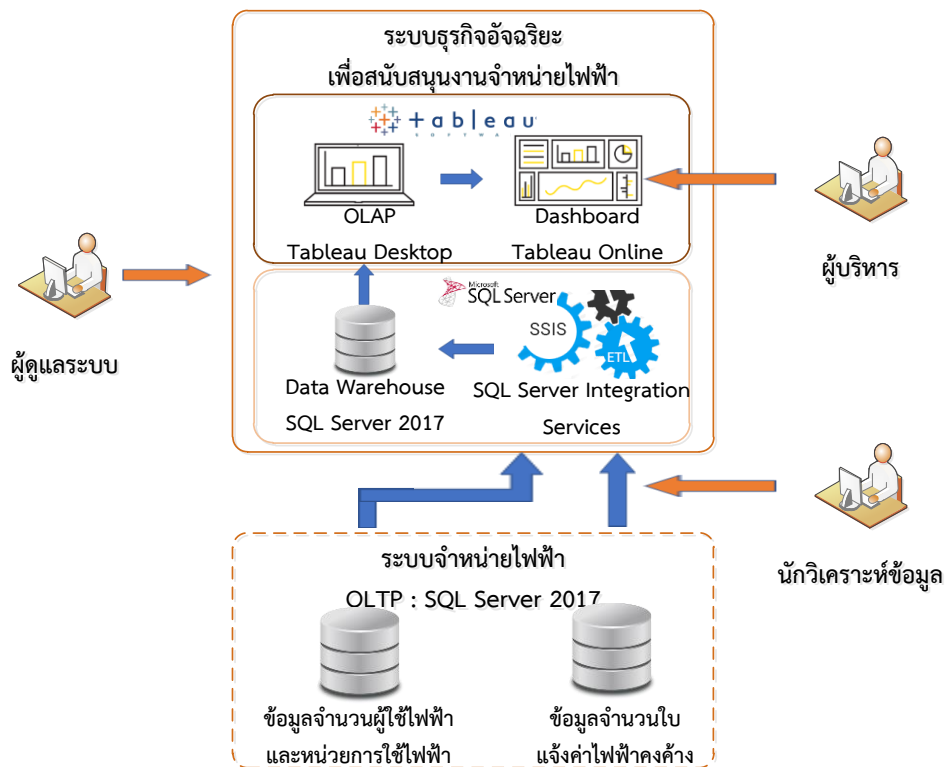 ระบบธุรกิจอัจฉริยะ
เพื่อสนับสนุนงานจำหน่ายไฟฟ้า
+ a b | e a u
S O F T W A R E
OLAP
Tableau Desktop
Dashboard
Tableau Online
ผู้บริหาร
ผู้ดูแลระบบ
Microsoft
SQL Server
SSIS
ETL
Data Warehouse
SQL Server 2017
SQL Server Integration
Services
นักวิเคราะห์ข้อมูล
ระบบจำหน่ายไฟฟ้า
OLTP : SQL Server 2017
ข้อมูลจำนวนผู้ใช้ไฟฟ้า
และหน่วยการใช้ไฟฟ้า
ข้อมูลจำนวนใบ
แจ้งค่าไฟฟ้าคงค้าง